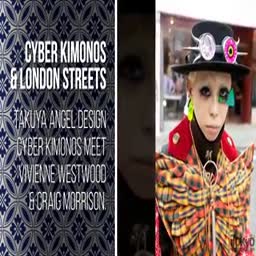 CYBER KIMONOS
& LONDON STREETS
TAKUYA ANGEL DESIGN
CYBER KIMONOS MEET
VIVIENNE WESTWOOD
& CRAIG MORRISON.